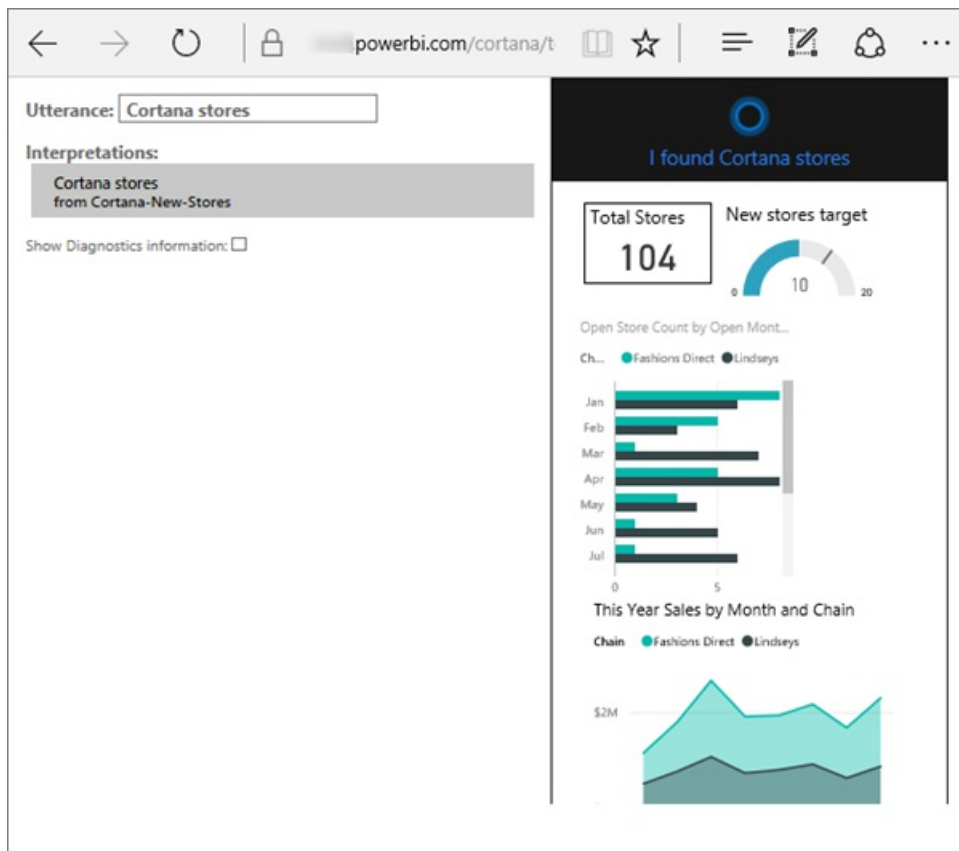 powerbi.com/cortana/t
Utterance: Cortana stores
Interpretations:
Cortana stores
from Cortana-New-Stores
Show Diagnostics information:
I found Cortana stores
Total Stores
104
New stores target
10
0
20
Open Store Count by Open Mont...
Ch... Fashions Direct Lindseys
Jan
Feb
Mar
Apr
May
Jun
Jul
0 5
This Year Sales by Month and Chain
Chain Fashions Direct Lindseys
$2M